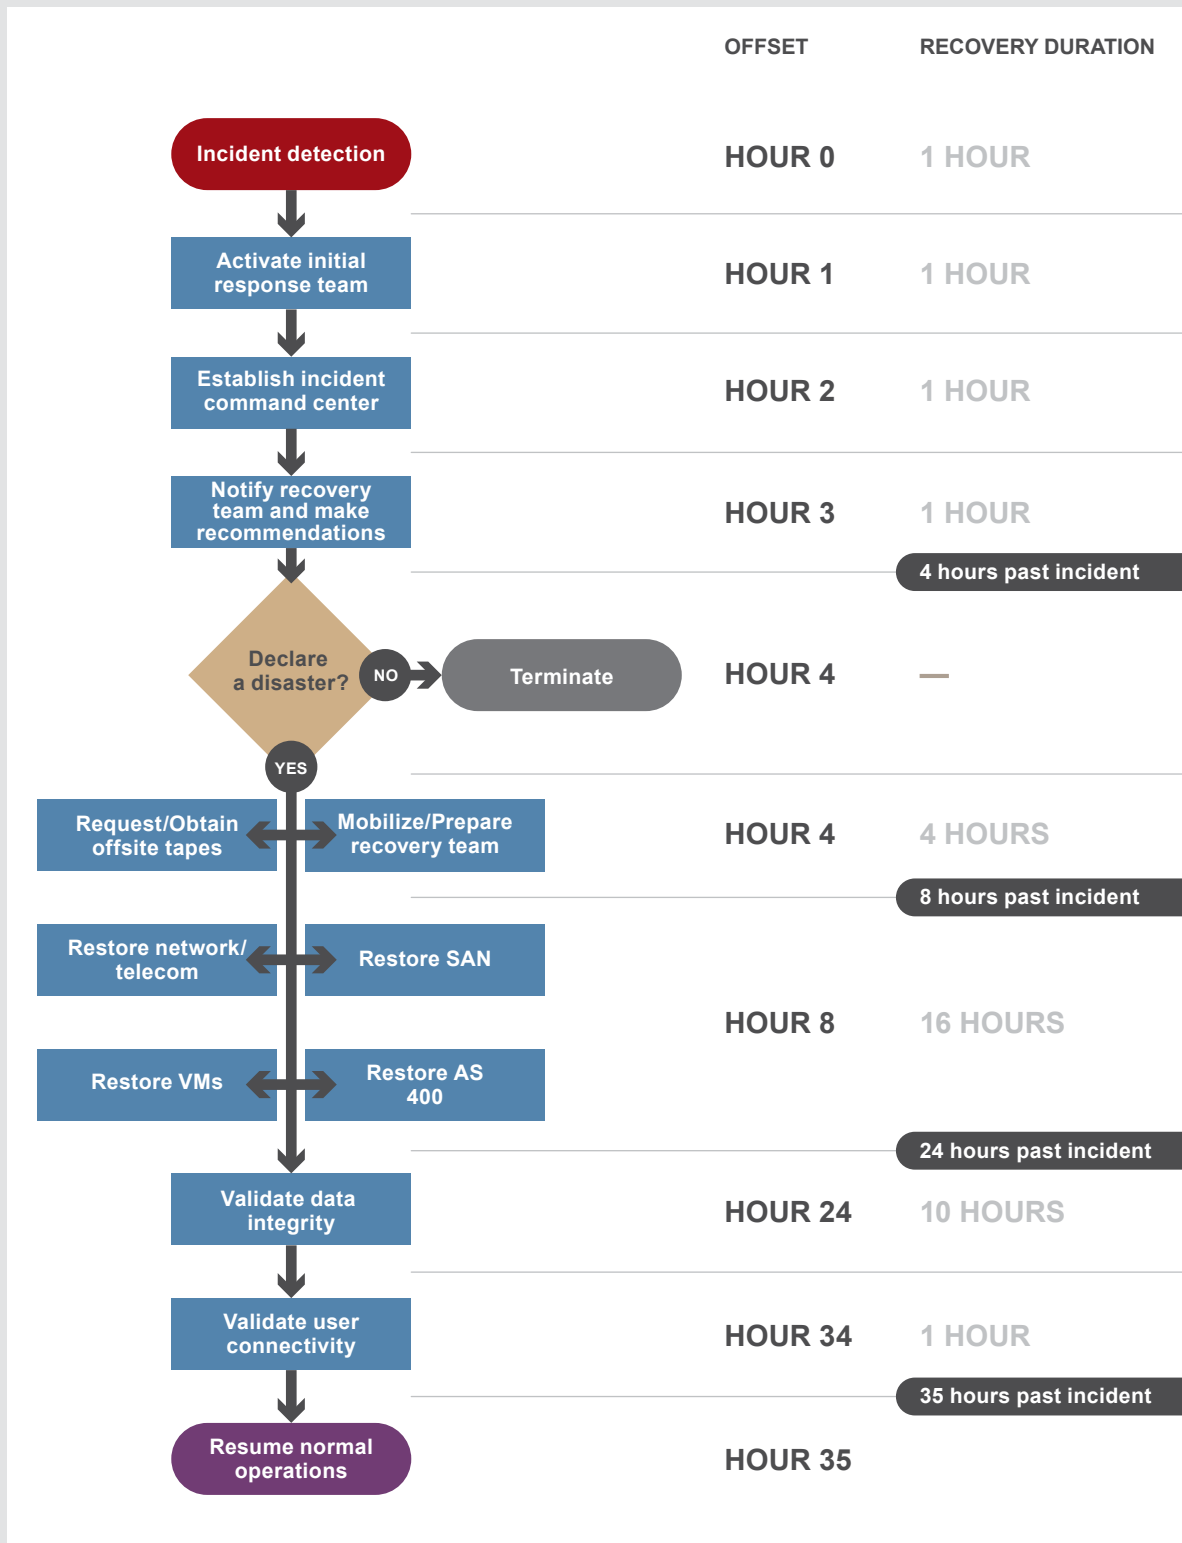 OFFSET
RECOVERY DURATION
Incident detection
HOUR 0
1 HOUR
Activate initial
response team
HOUR 1
1 HOUR
Establish incident
command center
HOUR 2
1 HOUR
Notify recovery
team and make
recommendations
HOUR 3
1 HOUR
4 hours past incident
Declare
a disaster?
NO
Terminate
HOUR 4
—
YES
Request/Obtain
offsite tapes
Mobilize/Prepare
recovery team
HOUR 4
4 HOURS
8 hours past incident
Restore network/
telecom
Restore SAN
HOUR 8
16 HOURS
Restore VMs
Restore AS
400
24 hours past incident
Validate data
integrity
HOUR 24
10 HOURS
Validate user
connectivity
HOUR 34
1 HOUR
35 hours past incident
Resume normal
operations
HOUR 35